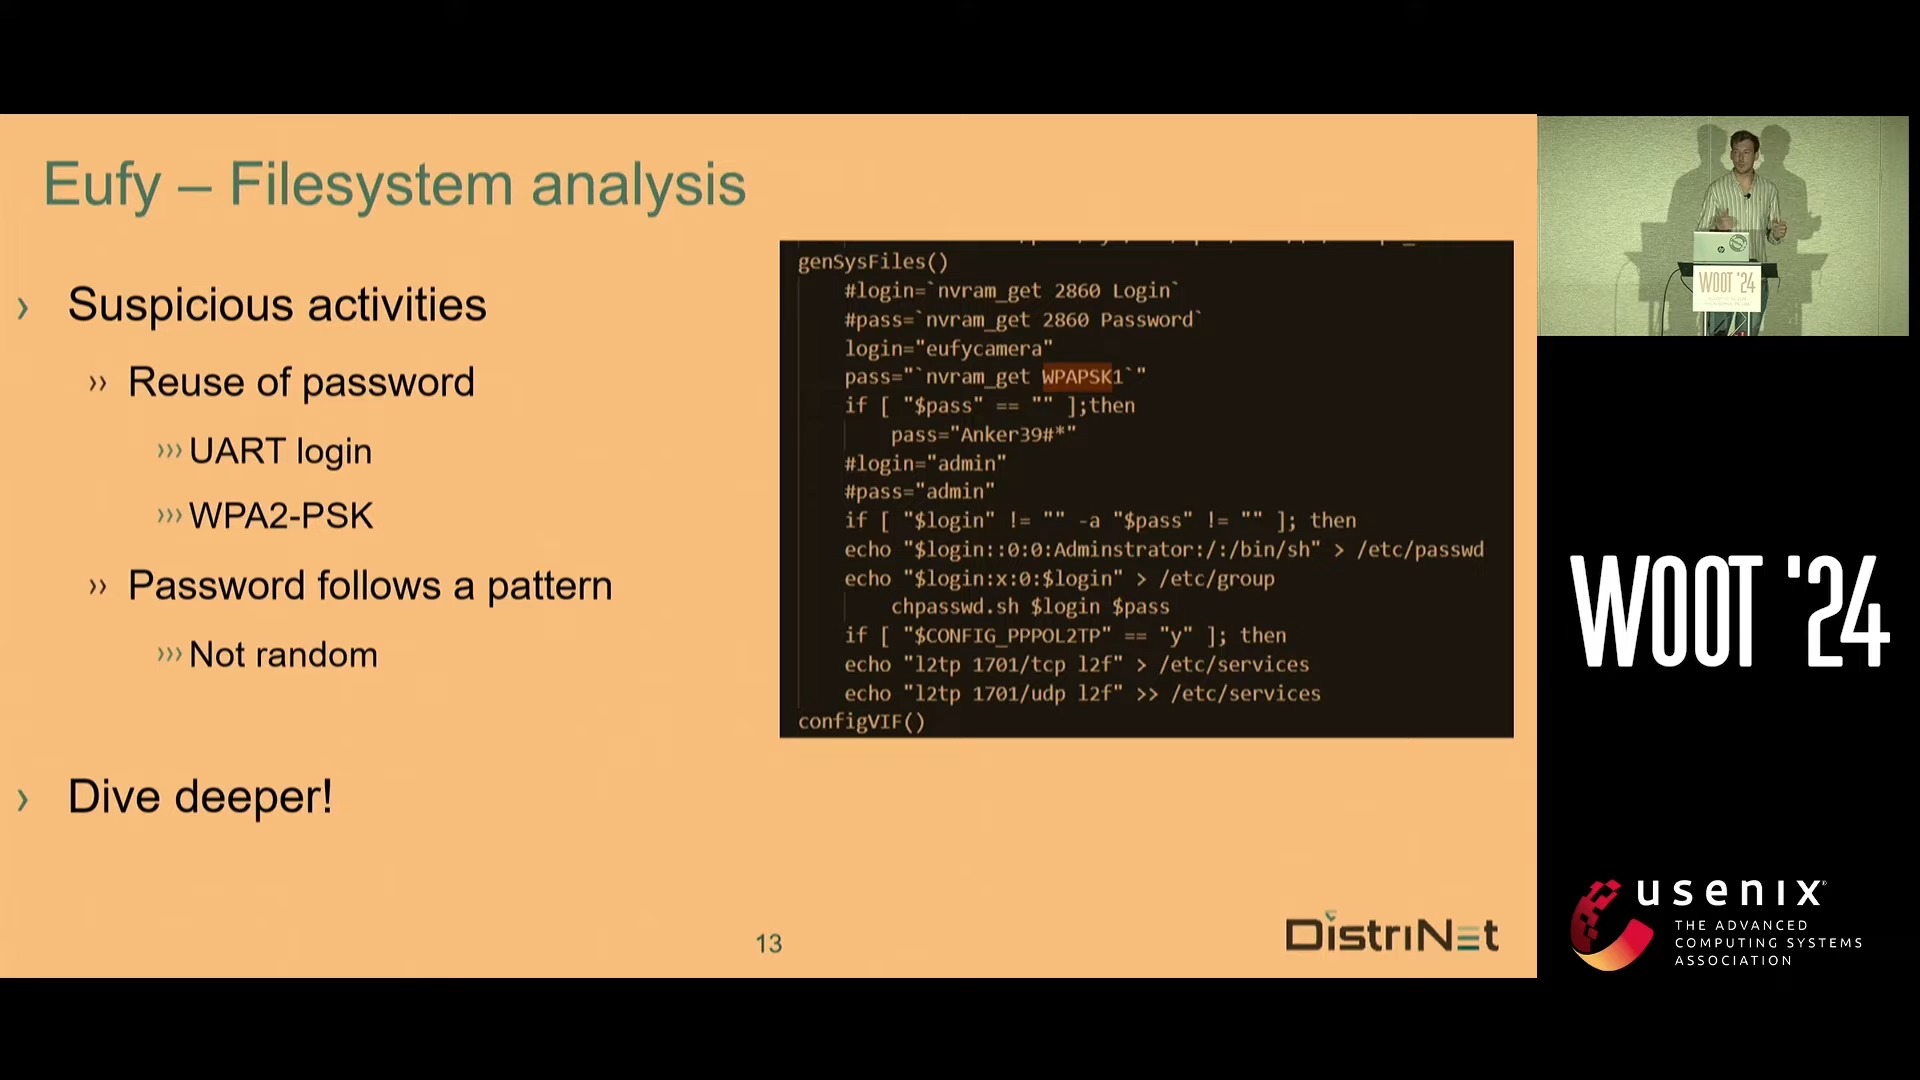 Eufy – Filesystem analysis
› Suspicious activities
›› Reuse of password
››› UART login
››› WPA2-PSK
›› Password follows a pattern
››› Not random
› Dive deeper!
genSysFiles()
#login=`nvram_get 2860 Login`
#pass=`nvram_get 2860 Password`
login="eufycamera"
pass="`nvram_get WPAPSK1`"
if [ "$pass" == "" ];then
pass="Anker39#*"
#login="admin"
#pass="admin"
if [ "$login" != "" -a "$pass" != "" ]; then
echo "$login::0:0:Adminstrator:/:/bin/sh" > /etc/passwd
echo "$login:x:0:$login" > /etc/group
chpasswd.sh $login $pass
if [ "$CONFIG_PPPOL2TP" == "y" ]; then
echo "l2tp 1701/tcp l2f" > /etc/services
echo "l2tp 1701/udp l2f" >> /etc/services
configVIF()
13
DistriNet
WOOT '24
WOOT '24
usenix®
THE ADVANCED
COMPUTING SYSTEMS
ASSOCIATION